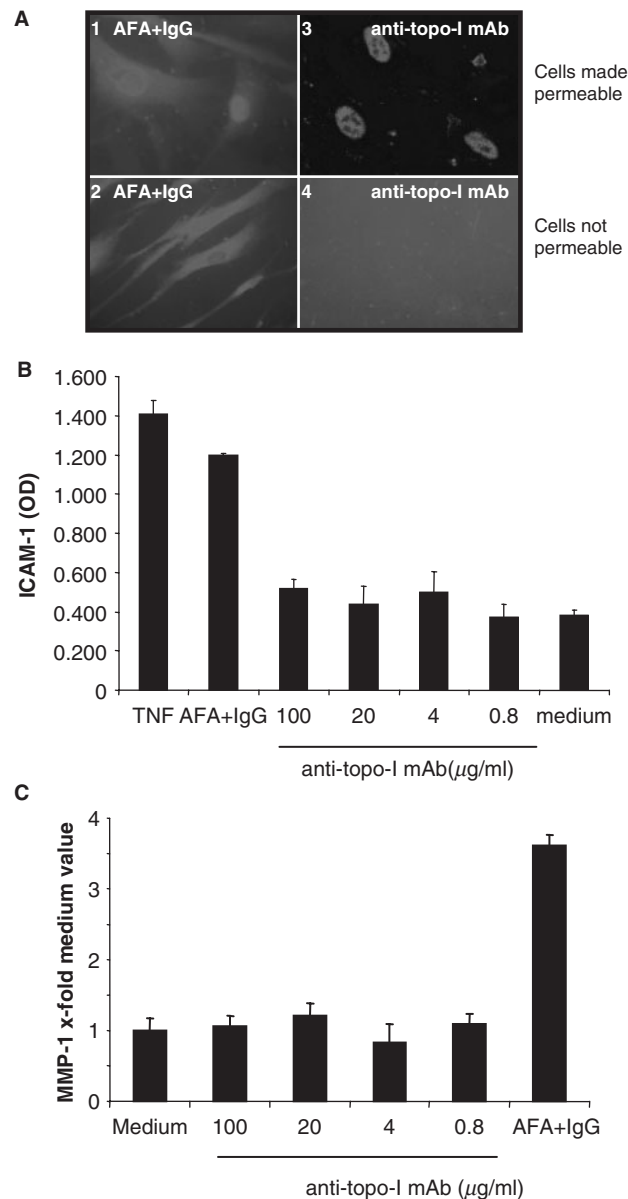 A
1 AFA+IgG
3 anti-topo-I mAb
Cells made
permeable
2 AFA+IgG
4 anti-topo-I mAb
Cells not
permeable
B
ICAM-1 (OD)
1.600
1.400
1.200
1.000
0.800
0.600
0.400
0.200
0
TNF AFA+IgG 100 20 4 0.8 medium
anti-topo-I mAb(μg/ml)
C
MMP-1 x-fold medium value
4
3
2
1
0
Medium 100 20 4 0.8 AFA+IgG
anti-topo-I mAb (μg/ml)